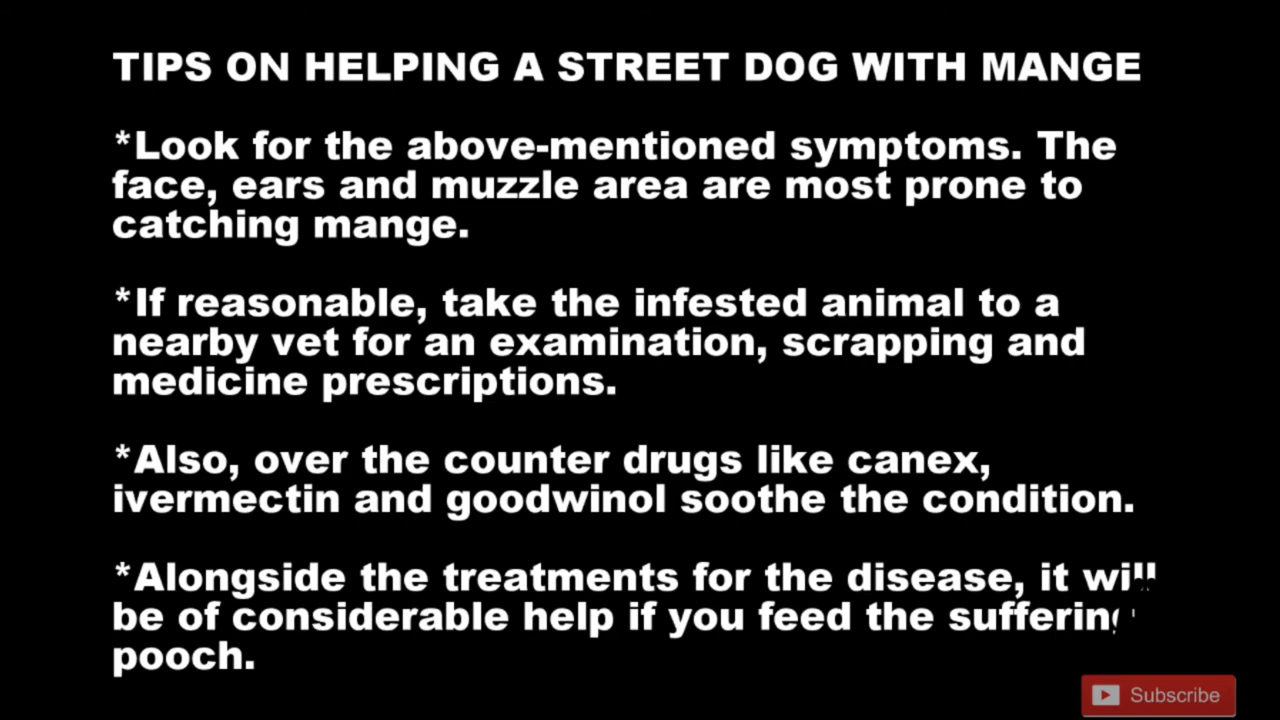 TIPS ON HELPING A STREET DOG WITH MANGE
*Look for the above-mentioned symptoms. The
face, ears and muzzle area are most prone to
catching mange.
*If reasonable, take the infested animal to a
nearby vet for an examination, scrapping and
medicine prescriptions.
*Also, over the counter drugs like canex,
ivermectin and goodwinol soothe the condition.
*Alongside the treatments for the disease, it will
be of considerable help if you feed the suffering
pooch.
Subscribe